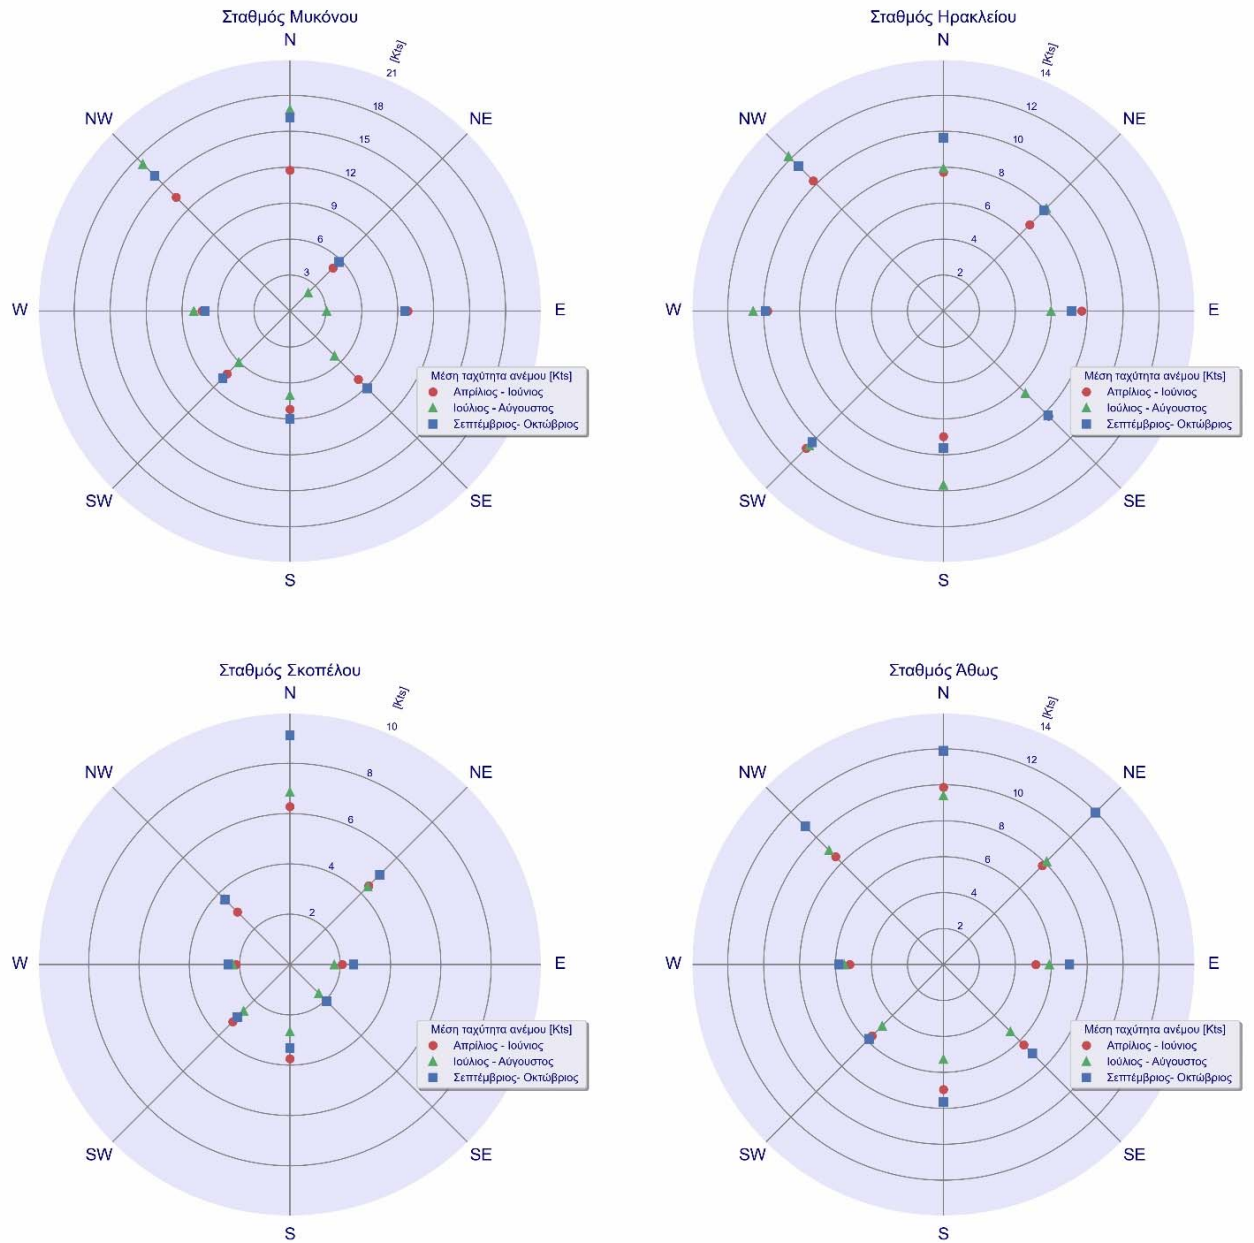 Σταθμός Μυκόνου
N
[Kts]
21
18
15
12
9
6
3
NW
NE
W
E
SW
SE
S
Μέση ταχύτητα ανέμου [Kts]
Απρίλιος - Ιούνιος
Ιούλιος - Αύγουστος
Σεπτέμβριος- Οκτώβριος
Σταθμός Ηρακλείου
N
[Kts]
14
12
10
8
6
4
2
NW
NE
W
E
SW
SE
S
Μέση ταχύτητα ανέμου [Kts]
Απρίλιος - Ιούνιος
Ιούλιος - Αύγουστος
Σεπτέμβριος- Οκτώβριος
Σταθμός Σκοπέλου
N
[Kts]
10
8
6
4
2
NW
NE
W
E
SW
SE
S
Μέση ταχύτητα ανέμου [Kts]
Απρίλιος - Ιούνιος
Ιούλιος - Αύγουστος
Σεπτέμβριος- Οκτώβριος
Σταθμός Άθως
N
[Kts]
14
12
10
8
6
4
2
NW
NE
W
E
SW
SE
S
Μέση ταχύτητα ανέμου [Kts]
Απρίλιος - Ιούνιος
Ιούλιος - Αύγουστος
Σεπτέμβριος- Οκτώβριος